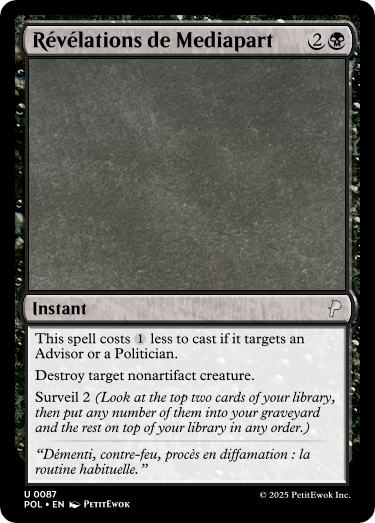 Révélations de Mediapart 2
Instant
This spell costs 1 less to cast if it targets an
Advisor or a Politician.
Destroy target nonartifact creature.
Surveil 2 (Look at the top two cards of your library,
then put any number of them into your graveyard
and the rest on top of your library in any order.)
“Démenti, contre-feu, procès en diffamation : la
routine habituelle.”
U 0087
POL • EN PetitEwok © 2025 PetitEwok Inc.